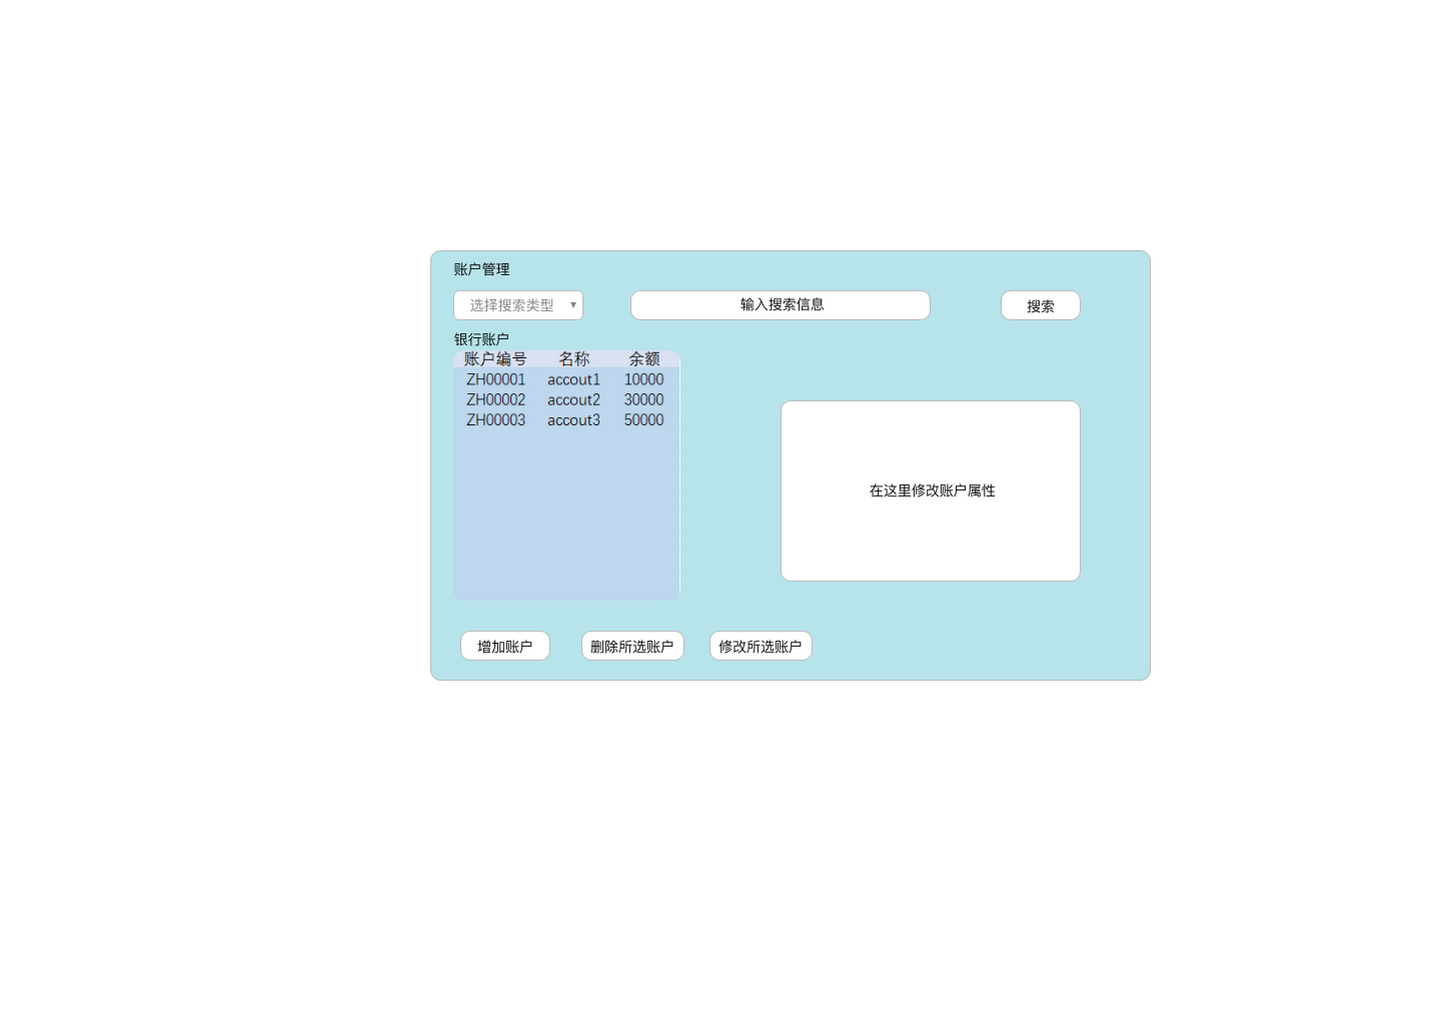 账户管理
选择搜索类型 ▼ 输入搜索信息 搜索
银行账户
账户编号 名称 余额
ZH00001 accout1 10000
ZH00002 accout2 30000
ZH00003 accout3 50000
在这里修改账户属性
增加账户 删除所选账户 修改所选账户